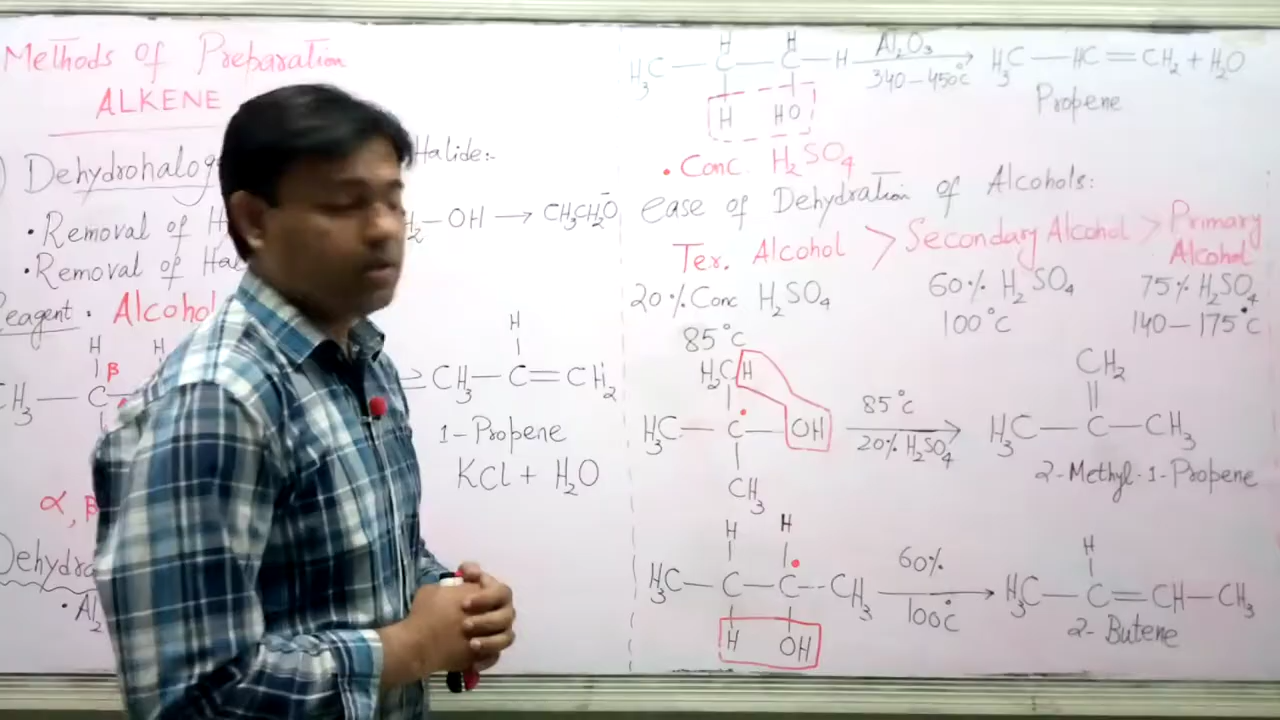 Methods of Preparation
ALKENE
Dehydrohalog
Halide:-
• Removal of H
• Removal of Hal
H₂—OH → CH₃CH₂Ō
Reagent : Alcohol
H H
β
CH₃—C—
α, β
Dehydra
• Al₂
H
CH₃—C=CH₂
1-Propene
KCl + H₂O
H H
H₃C—C—C—H Al₂O₃ 340–450°C → H₃C—HC=CH₂ + H₂O
H HO
Propene
• Conc. H₂SO₄
Ease of Dehydration of Alcohols:
Ter. Alcohol > Secondary Alcohol > Primary Alcohol
20% Conc H₂SO₄ 60% H₂SO₄ 75% H₂SO₄
85°C 100°C 140–175°C
H₂C H
H₃C—C—OH 85°C 20% H₂SO₄ →
CH₃
CH₂
H₃C—C—CH₃
2-Methyl-1-Propene
H H
H₃C—C—C--CH₃ 60% 100°C →
H OH
H
H₃C—C=CH—CH₃
2-Butene